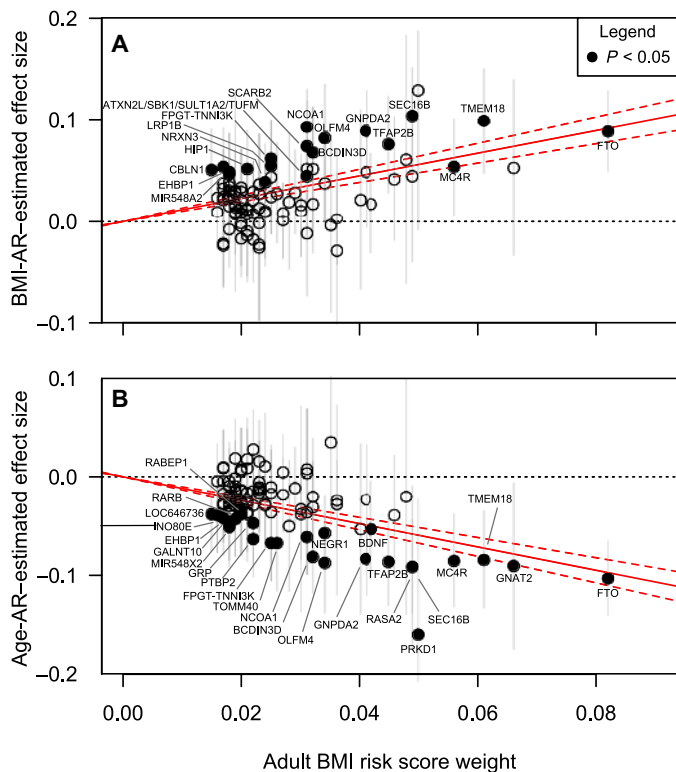 A
Legend
P < 0.05
BMI-AR–estimated effect size
0.2
0.1
0.0
–0.1
SCARB2
ATXN2L/SBK1/SULT1A2/TUFM
FPGT-TNNI3K
LRP1B
NRXN3
HIP1
CBLN1
EHBP1
MIR548A2
NCOA1
OLFM4
BCDIN3D
GNPDA2
TFAP2B
SEC16B
MC4R
TMEM18
FTO
B
Age-AR–estimated effect size
0.1
0.0
–0.1
–0.2
RABEP1
RARB
LOC646736
INO80E
EHBP1
GALNT10
MIR548X2
GRP
PTBP2
FPGT-TNNI3K
TOMM40
NCOA1
BCDIN3D
OLFM4
NEGR1
BDNF
GNPDA2
TFAP2B
RASA2
SEC16B
PRKD1
MC4R
TMEM18
GNAT2
FTO
0.00 0.02 0.04 0.06 0.08
Adult BMI risk score weight